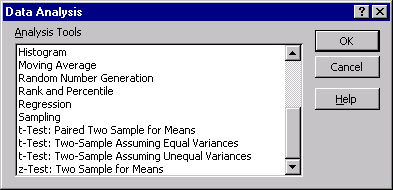 Data Analysis
Analysis Tools
Histogram
Moving Average
Random Number Generation
Rank and Percentile
Regression
Sampling
t-Test: Paired Two Sample for Means
t-Test: Two-Sample Assuming Equal Variances
t-Test: Two-Sample Assuming Unequal Variances
z-Test: Two Sample for Means
OK
Cancel
Help